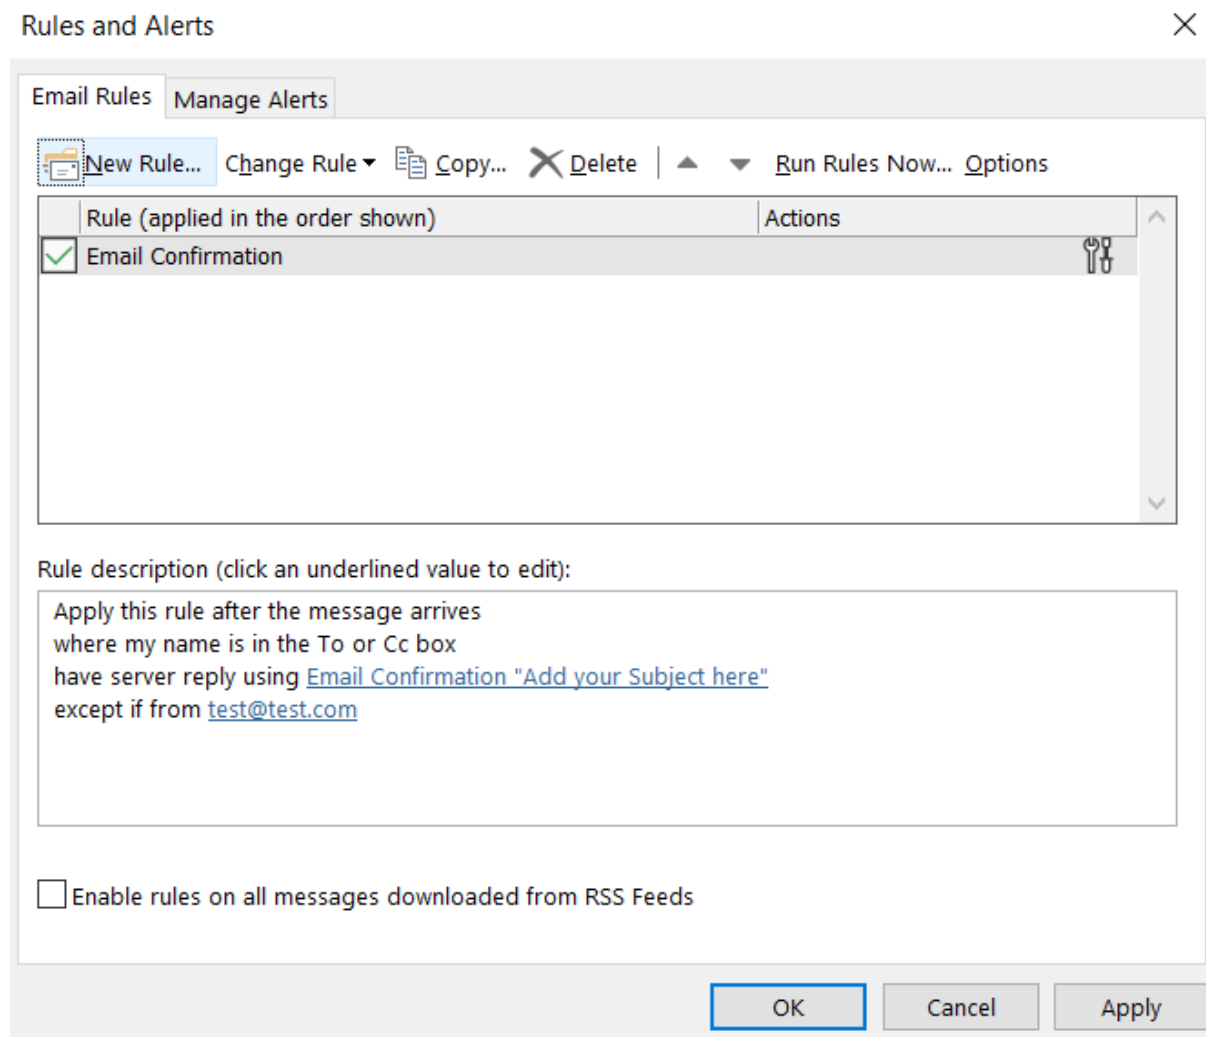 Rules and Alerts
Email Rules Manage Alerts
New Rule... Change Rule Copy... Delete Run Rules Now... Options
Rule (applied in the order shown) Actions
Email Confirmation
Rule description (click an underlined value to edit):
Apply this rule after the message arrives
where my name is in the To or Cc box
have server reply using Email Confirmation "Add your Subject here"
except if from test@test.com
Enable rules on all messages downloaded from RSS Feeds
OK Cancel Apply